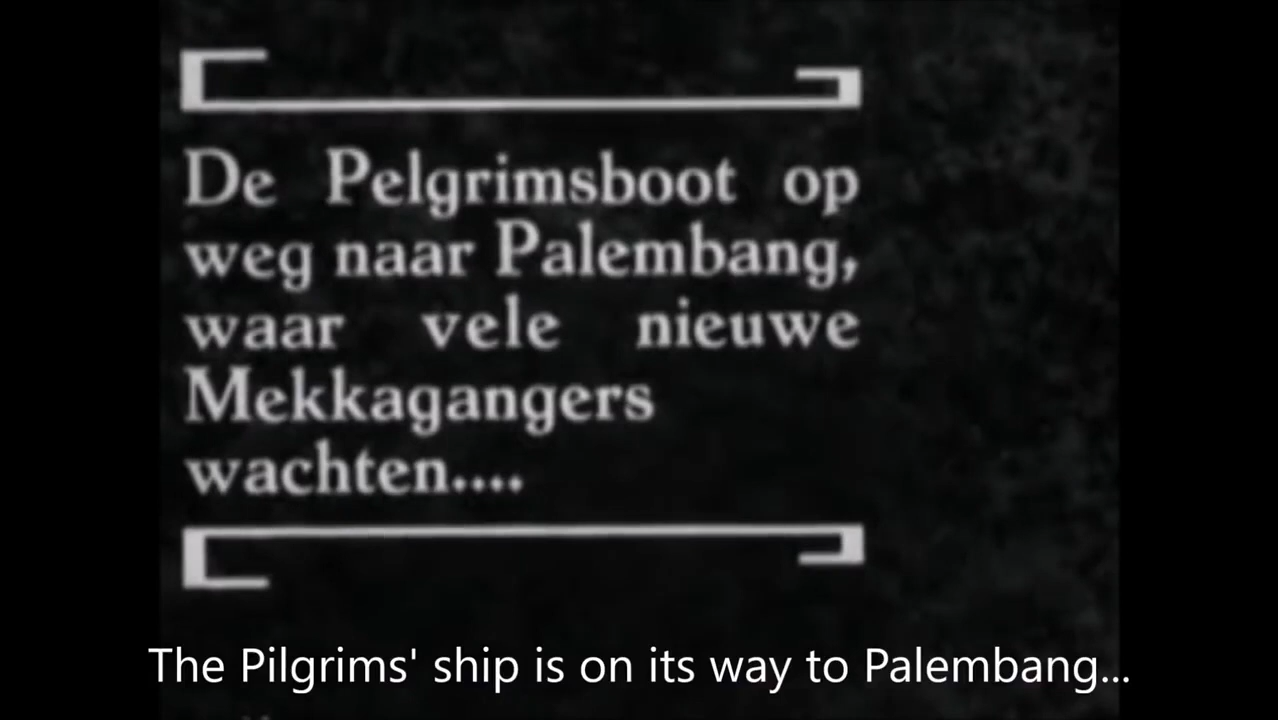 De Pelgrimsboot op
weg naar Palembang,
waar vele nieuwe
Mekkagangers
wachten....
The Pilgrims' ship is on its way to Palembang...